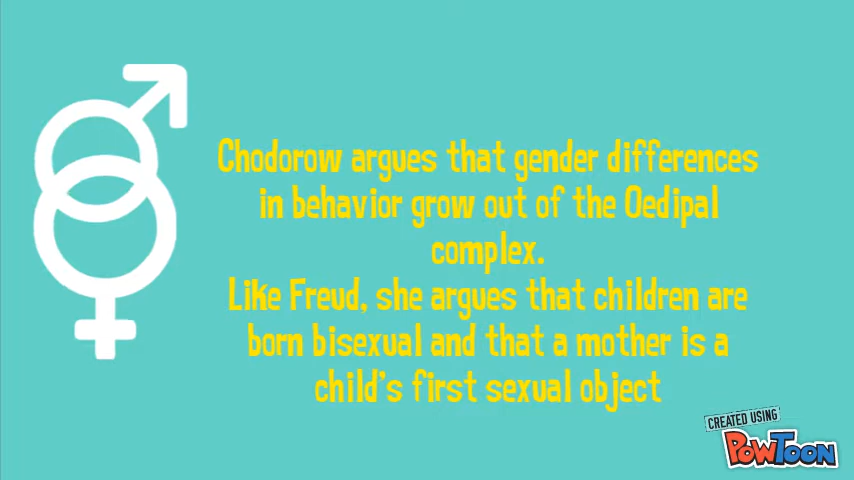 Chodorow argues that gender differences
in behavior grow out of the Oedipal
complex.
Like Freud, she argues that children are
born bisexual and that a mother is a
child's first sexual object
CREATED USING
POWTOON